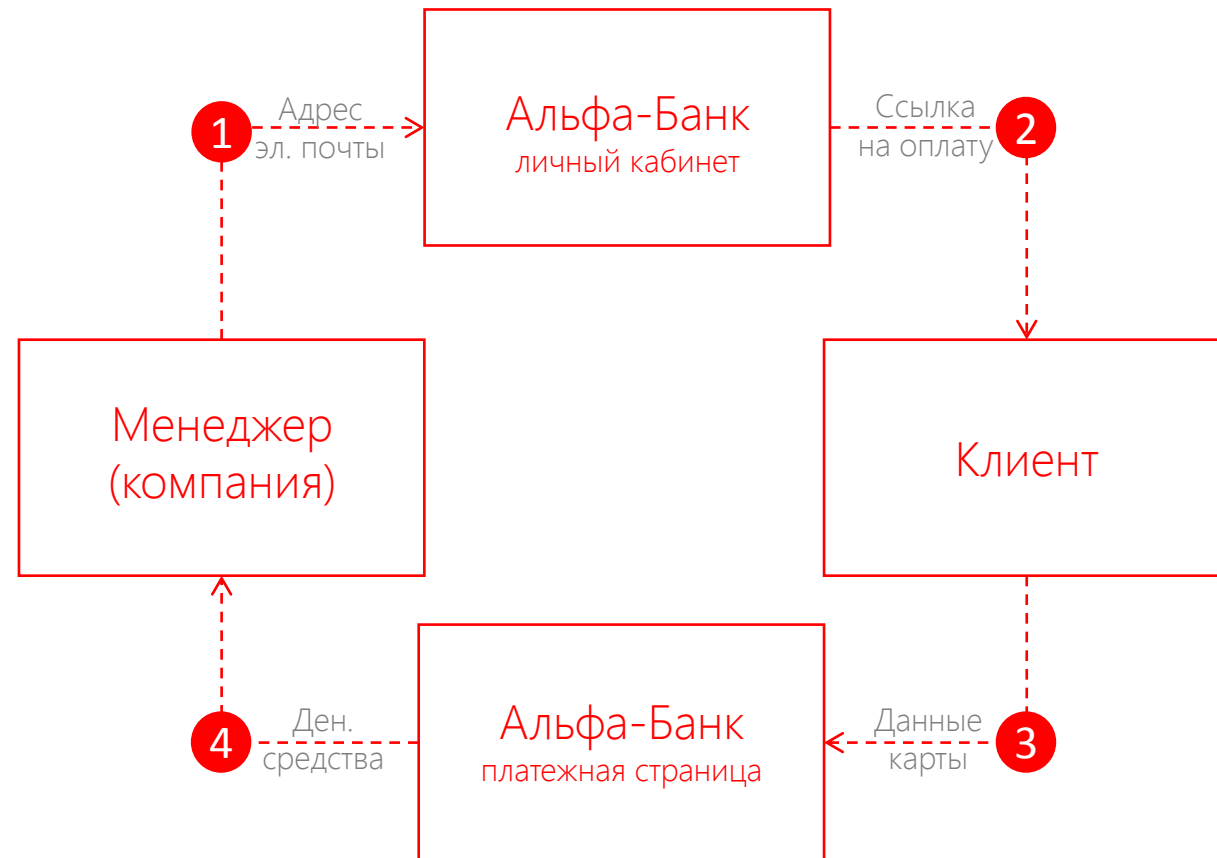 1
Адрес
эл. почты
Альфа-Банк
личный кабинет
Ссылка
на оплату
2
Менеджер
(компания)
Клиент
4
Ден.
средства
Альфа-Банк
платежная страница
Данные
карты
3